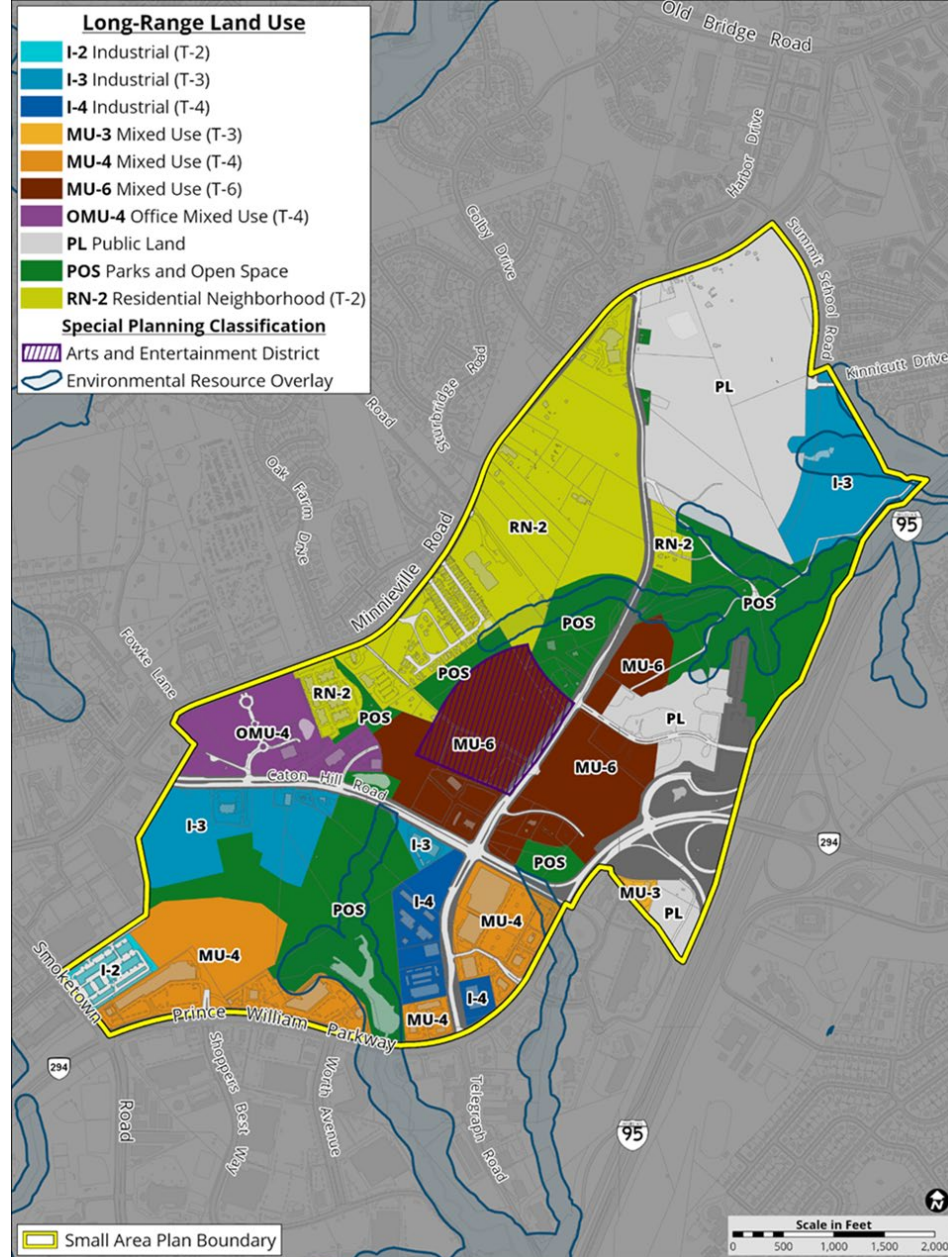 Long-Range Land Use
I-2 Industrial (T-2)
I-3 Industrial (T-3)
I-4 Industrial (T-4)
MU-3 Mixed Use (T-3)
MU-4 Mixed Use (T-4)
MU-6 Mixed Use (T-6)
OMU-4 Office Mixed Use (T-4)
PL Public Land
POS Parks and Open Space
RN-2 Residential Neighborhood (T-2)
Special Planning Classification
Arts and Entertainment District
Environmental Resource Overlay
Old Bridge Road
Harbor Drive
Colby Drive
Summit School Road
Kinnicutt Drive
Sturbridge Road
Road
Oak Farm Drive
Minnieville Road
Fowke Lane
PL
I-3
95
RN-2
RN-2
POS
POS
MU-6
POS
RN-2
POS
OMU-4
MU-6
PL
MU-6
Caton Hill Road
I-3
I-3
POS
294
MU-3
PL
I-4
MU-4
POS
MU-4
I-2
I-4
MU-4
Smoketown
Prince William Parkway
294
Road
Shoppers Best Way
Worth Avenue
Telegraph Road
95
N
Small Area Plan Boundary
Scale in Feet
0 500 1,000 1,500 2,005